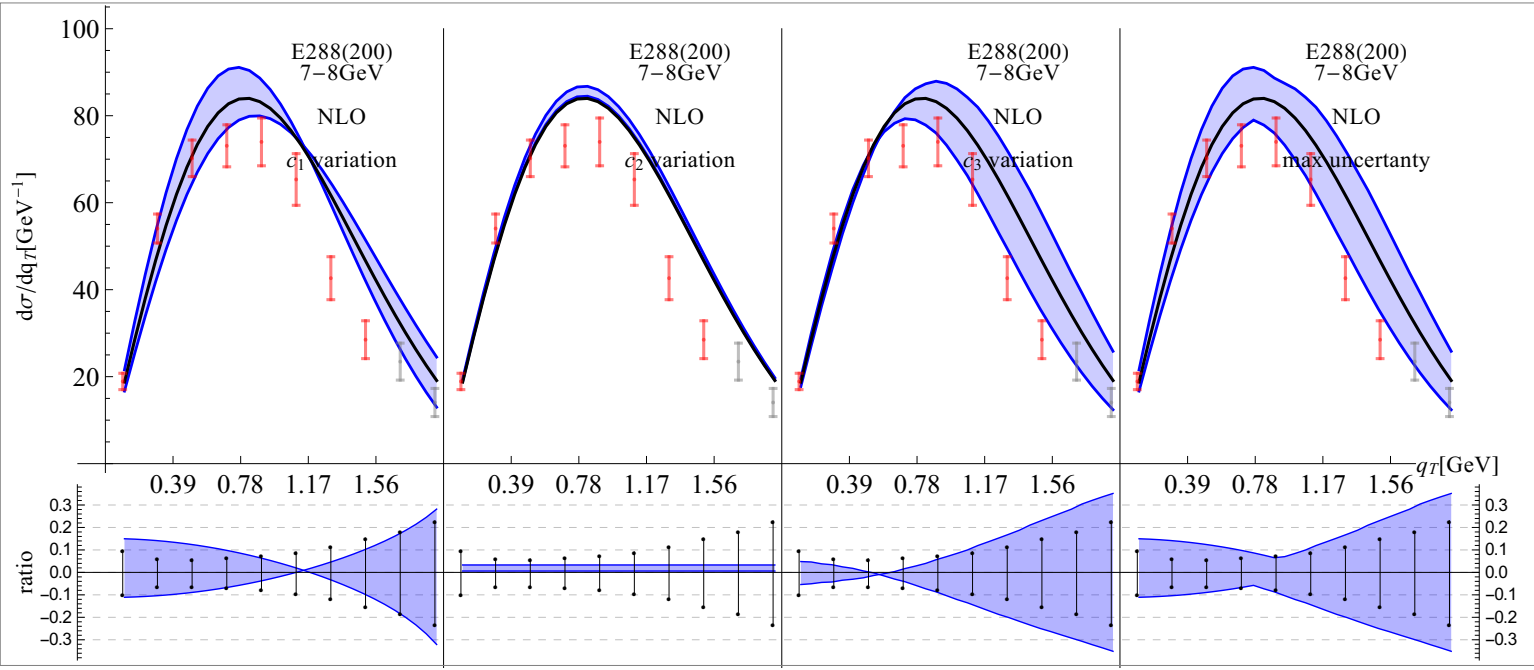 100
80
60
40
20
dσ/dq_T[GeV⁻¹]
E288(200)
7−8GeV
NLO
c₁ variation
E288(200)
7−8GeV
NLO
c₂ variation
E288(200)
7−8GeV
NLO
c₃ variation
E288(200)
7−8GeV
NLO
max uncertanty
q_T[GeV]
0.39 0.78 1.17 1.56
0.39 0.78 1.17 1.56
0.39 0.78 1.17 1.56
0.39 0.78 1.17 1.56
ratio
0.3
0.2
0.1
0.0
−0.1
−0.2
−0.3
0.3
0.2
0.1
0.0
−0.1
−0.2
−0.3